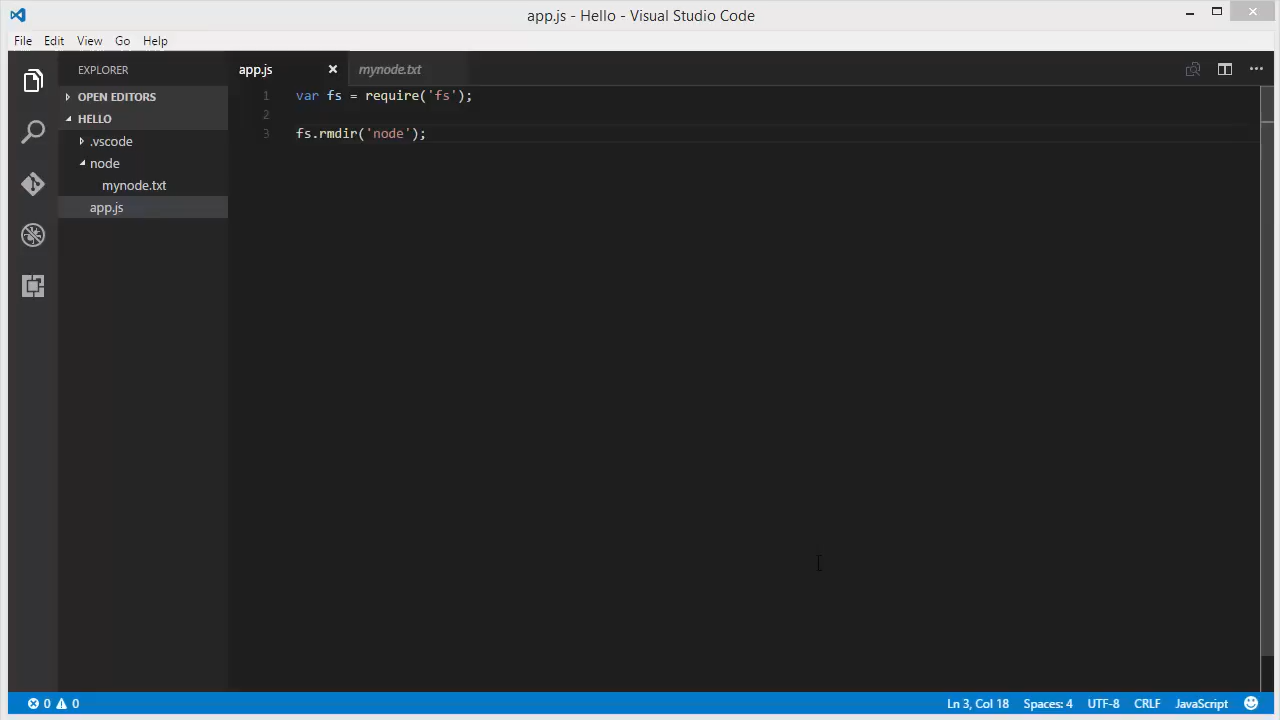 app.js - Hello - Visual Studio Code
File Edit View Go Help
EXPLORER
OPEN EDITORS
HELLO
.vscode
node
mynode.txt
app.js
app.js mynode.txt
1 var fs = require('fs');
2
3 fs.rmdir('node');
0 0 Ln 3, Col 18 Spaces: 4 UTF-8 CRLF JavaScript